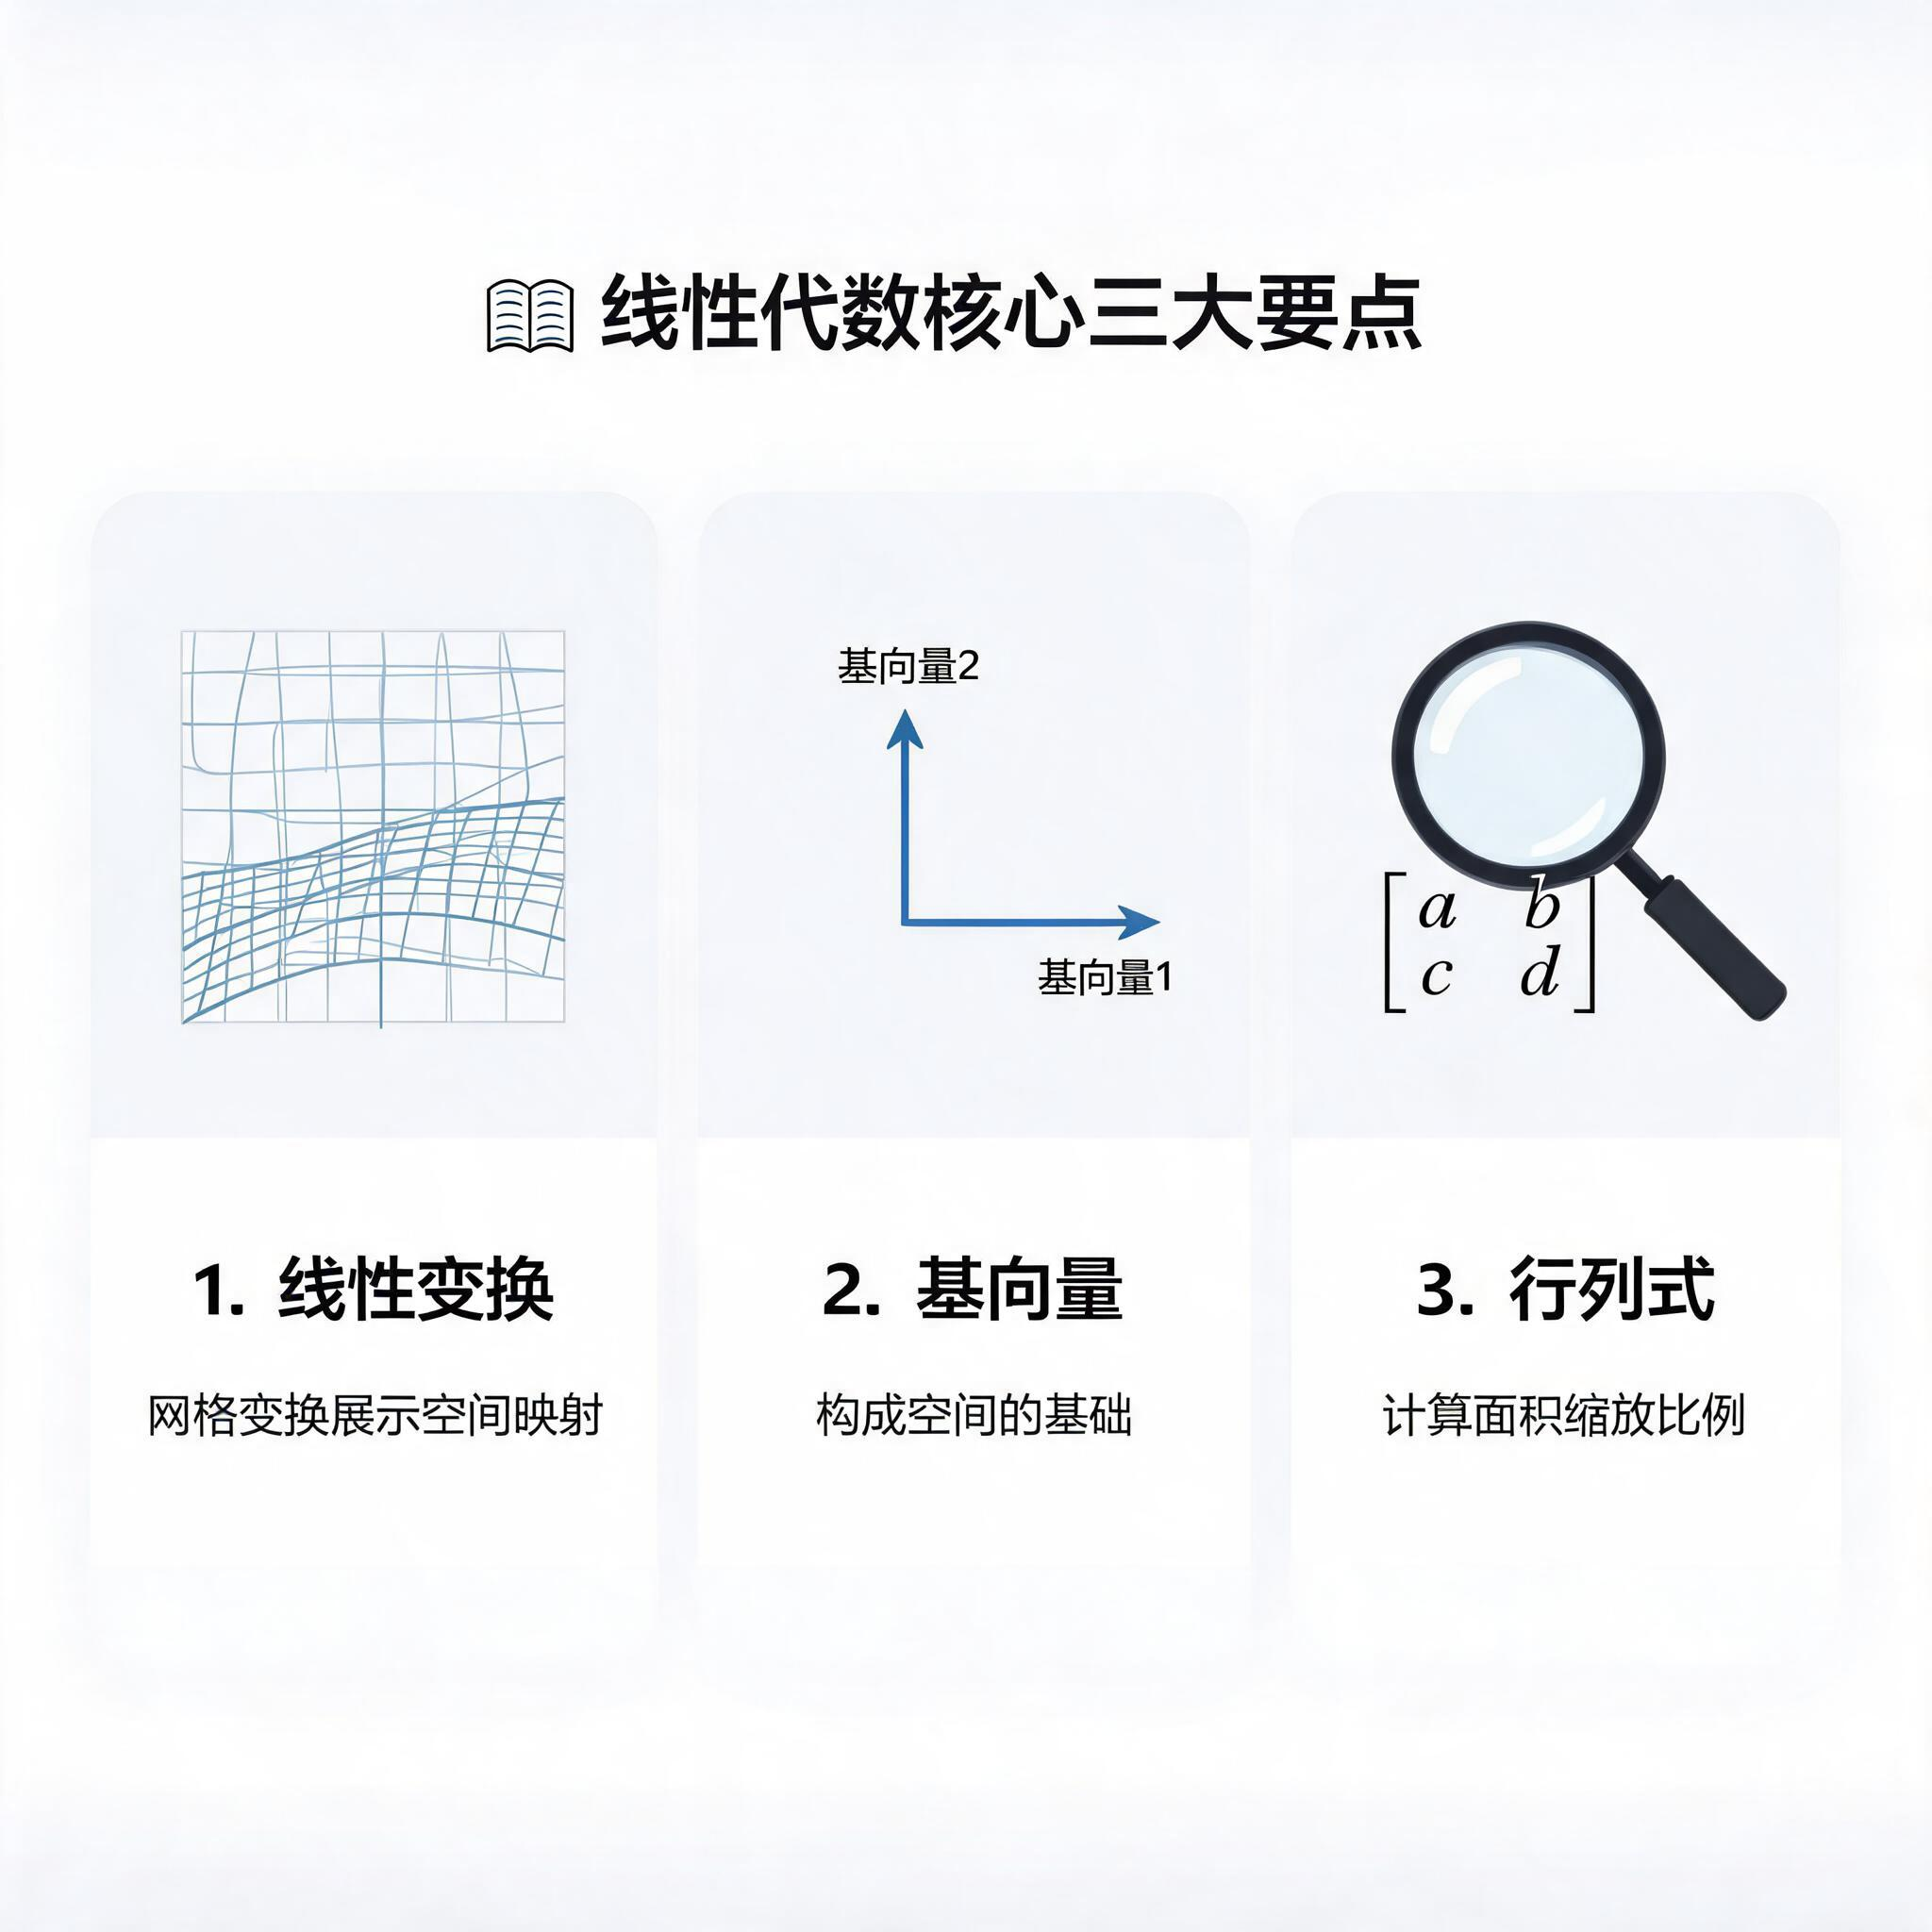 线性代数核心三大要点
基向量2
基向量1
a b
c d
1. 线性变换
网格变换展示空间映射
2. 基向量
构成空间的基础
3. 行列式
计算面积缩放比例